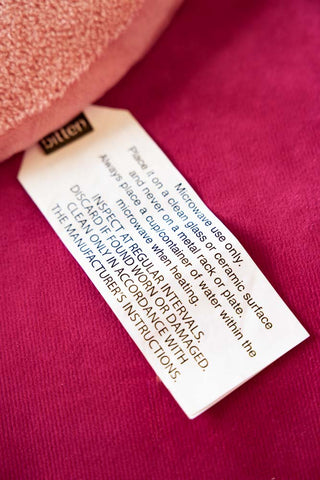 bitten
Microwave use only.
Place it on a clean glass or ceramic surface
and never on a metal rack or plate.
Always place a cup/container of water within the
microwave when heating.
INSPECT AT REGULAR INTERVALS.
DISCARD IF FOUND WORN OR DAMAGED.
CLEAN ONLY IN ACCORDANCE WITH
THE MANUFACTURER'S INSTRUCTIONS.